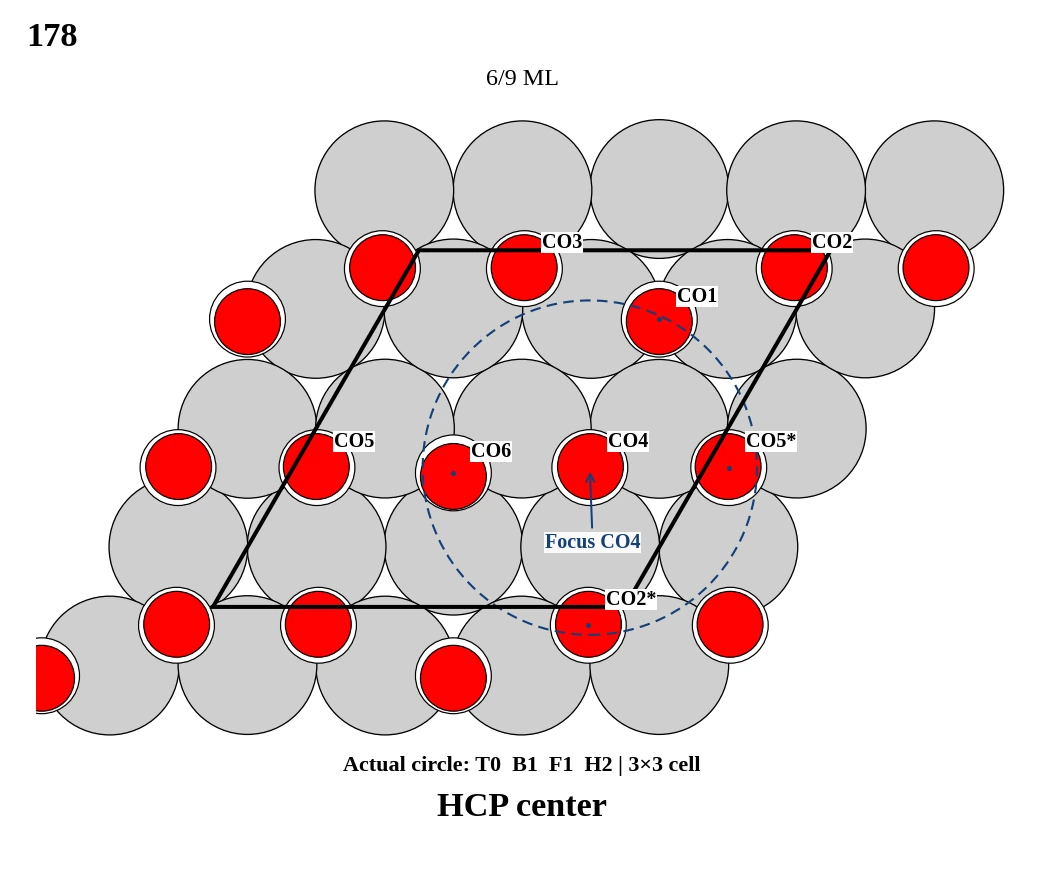 178
6/9 ML
CO3
CO2
CO1
CO5
CO6
CO4
CO5*
Focus CO4
CO2*
Actual circle: T0 B1 F1 H2 | 3×3 cell
HCP center